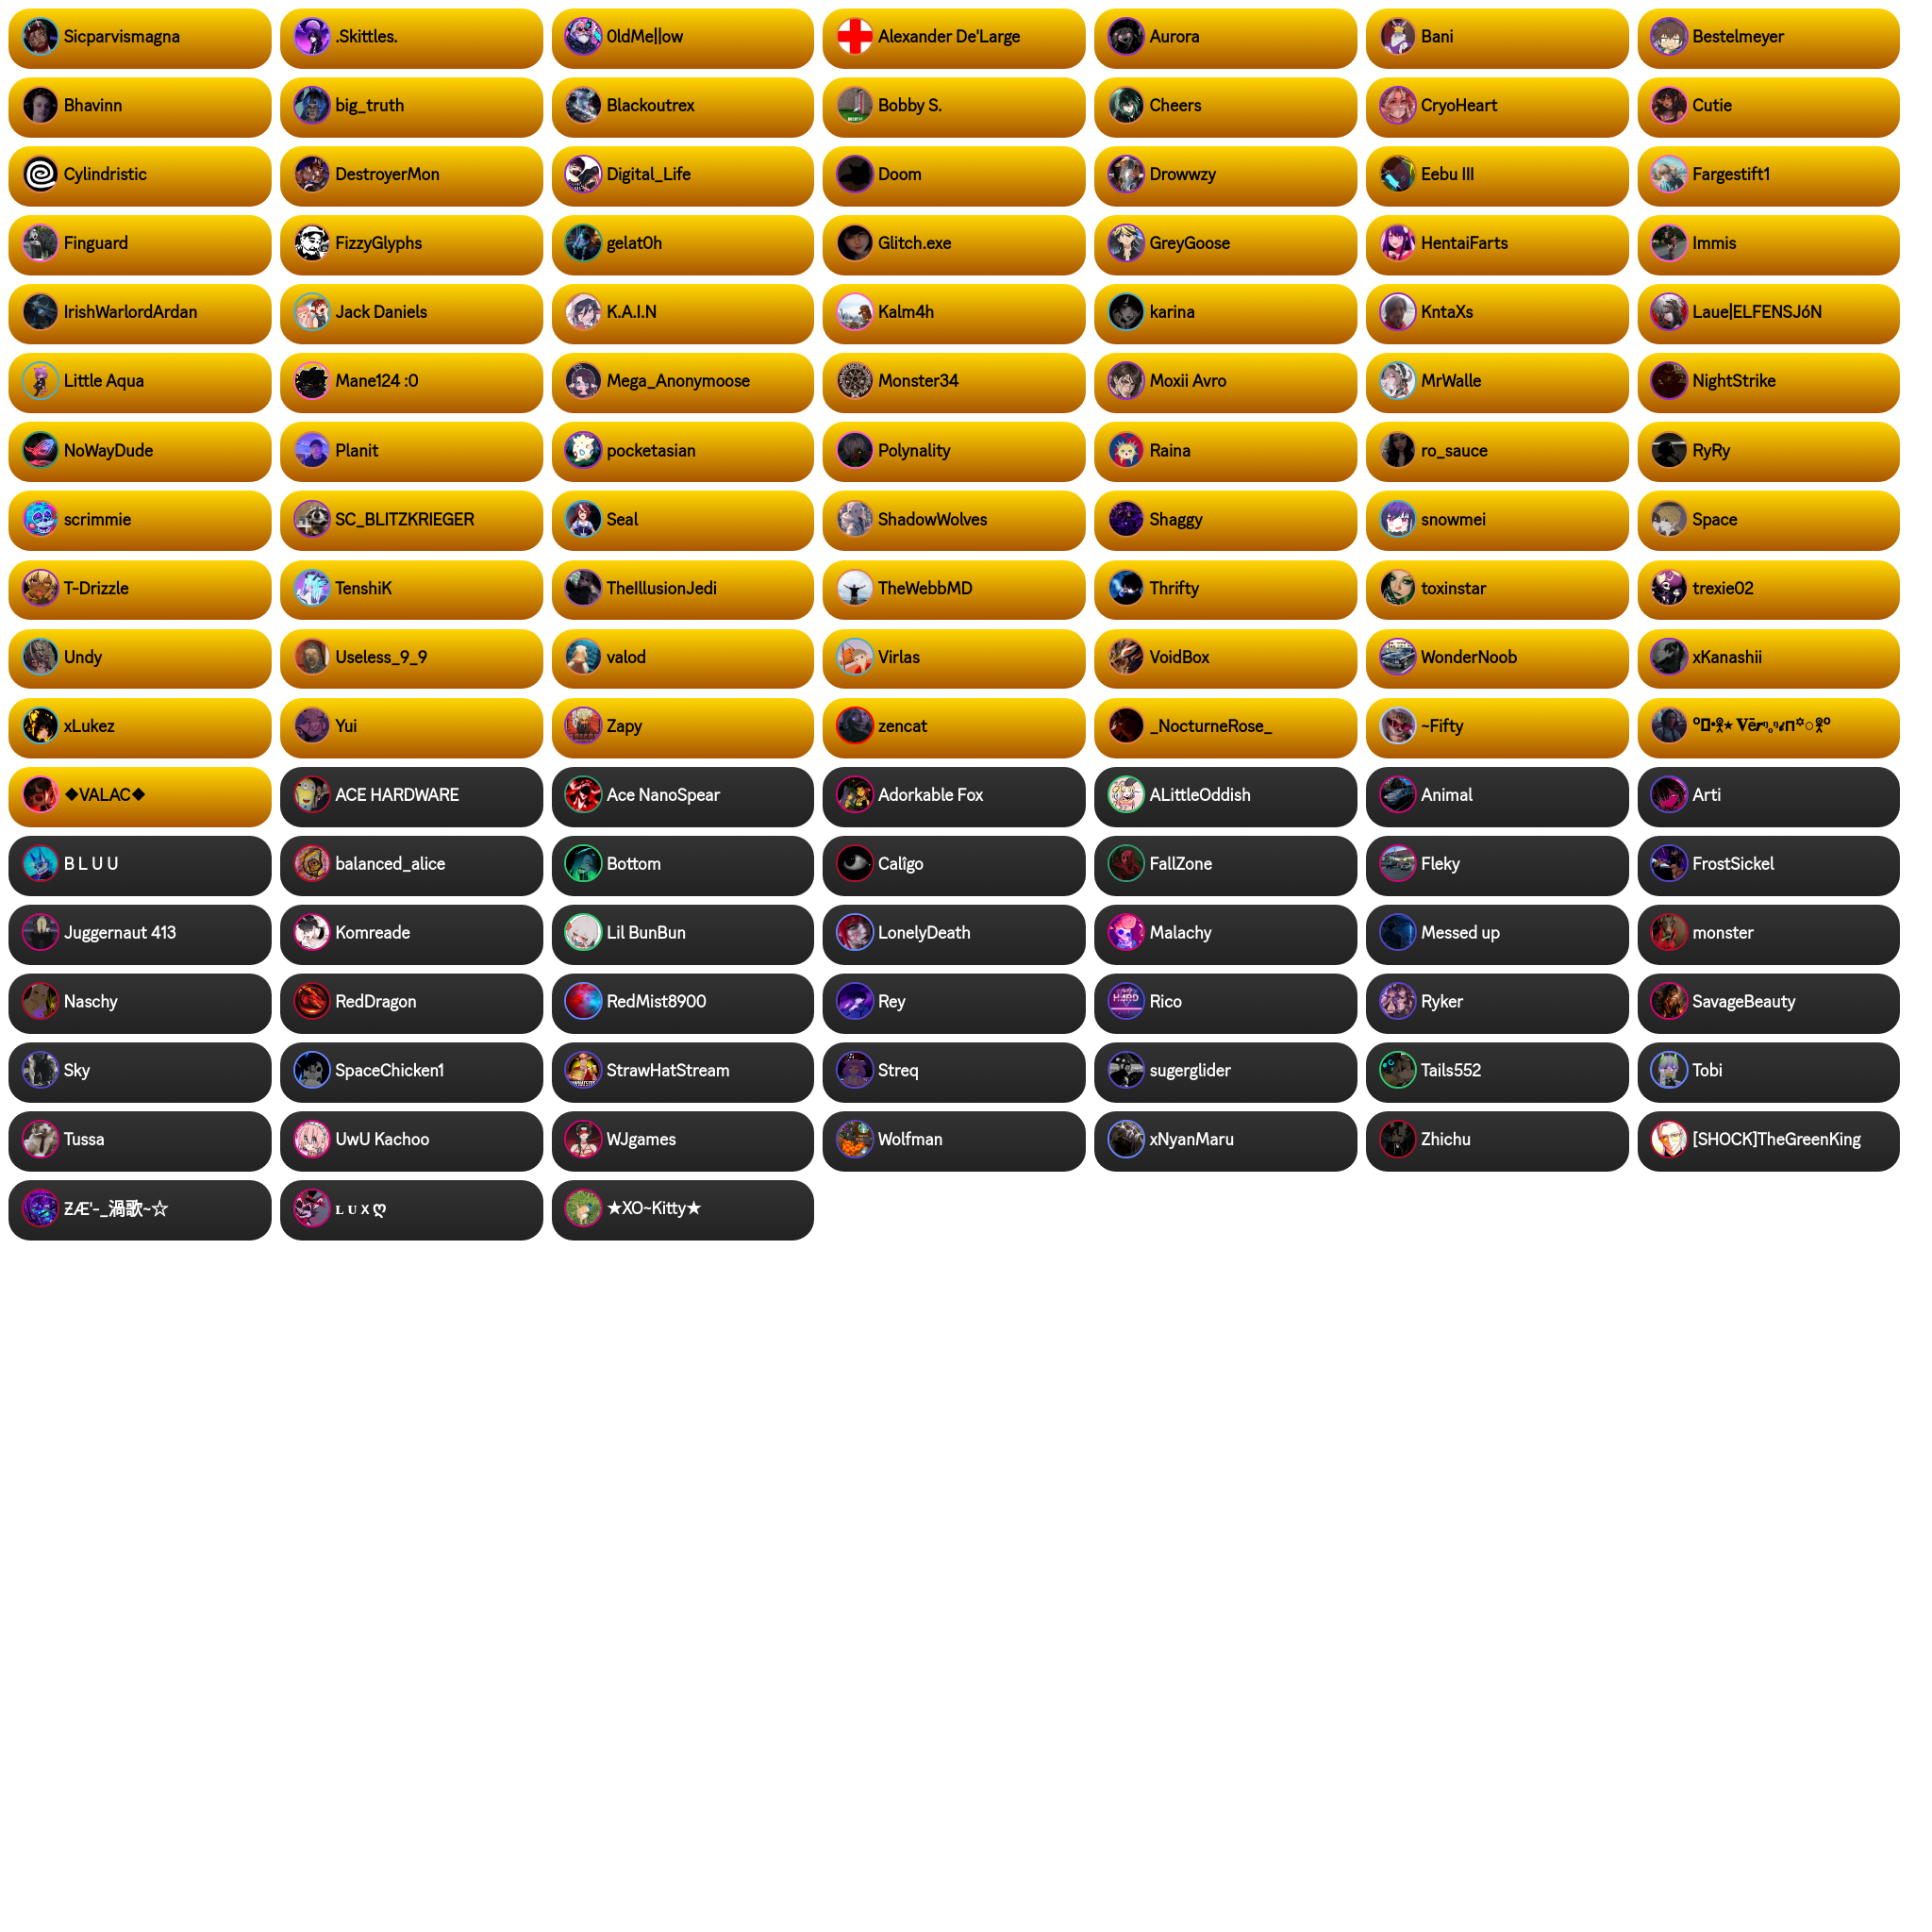 Sicparvismagna
.Skittles.
0ldMe||ow
Alexander De'Large
Aurora
Bani
Bestelmeyer
Bhavinn
big_truth
Blackoutrex
Bobby S.
Cheers
CryoHeart
Cutie
Cylindristic
DestroyerMon
Digital_Life
Doom
Drowwzy
Eebu III
Fargestift1
Finguard
FizzyGlyphs
gelat0h
Glitch.exe
GreyGoose
HentaiFarts
Immis
IrishWarlordArdan
Jack Daniels
K.A.I.N
Kalm4h
karina
KntaXs
Laue|ELFENSJóN
Little Aqua
Mane124 :0
Mega_Anonymoose
Monster34
Moxii Avro
MrWalle
NightStrike
NoWayDude
Planit
pocketasian
Polynality
Raina
ro_sauce
RyRy
scrimmie
SC_BLITZKRIEGER
Seal
ShadowWolves
Shaggy
snowmei
Space
T-Drizzle
TenshiK
TheIllusionJedi
TheWebbMD
Thrifty
toxinstar
trexie02
Undy
Useless_9_9
valod
Virlas
VoidBox
WonderNoob
xKanashii
xLukez
Yui
Zapy
zencat
_NocturneRose_
~Fifty
❖VALAC❖
ACE HARDWARE
Ace NanoSpear
Adorkable Fox
ALittleOddish
Animal
Arti
B L U U
balanced_alice
Bottom
Calîgo
FallZone
Fleky
FrostSickel
Juggernaut 413
Komreade
Lil BunBun
LonelyDeath
Malachy
Messed up
monster
Naschy
RedDragon
RedMist8900
Rey
Rico
Ryker
SavageBeauty
Sky
SpaceChicken1
StrawHatStream
Streq
sugerglider
Tails552
Tobi
Tussa
UwU Kachoo
WJgames
Wolfman
xNyanMaru
Zhichu
[SHOCK]TheGreenKing
ƵÆ'-_渦歌~☆
ʟ ᴜ x ღ
★XO~Kitty★